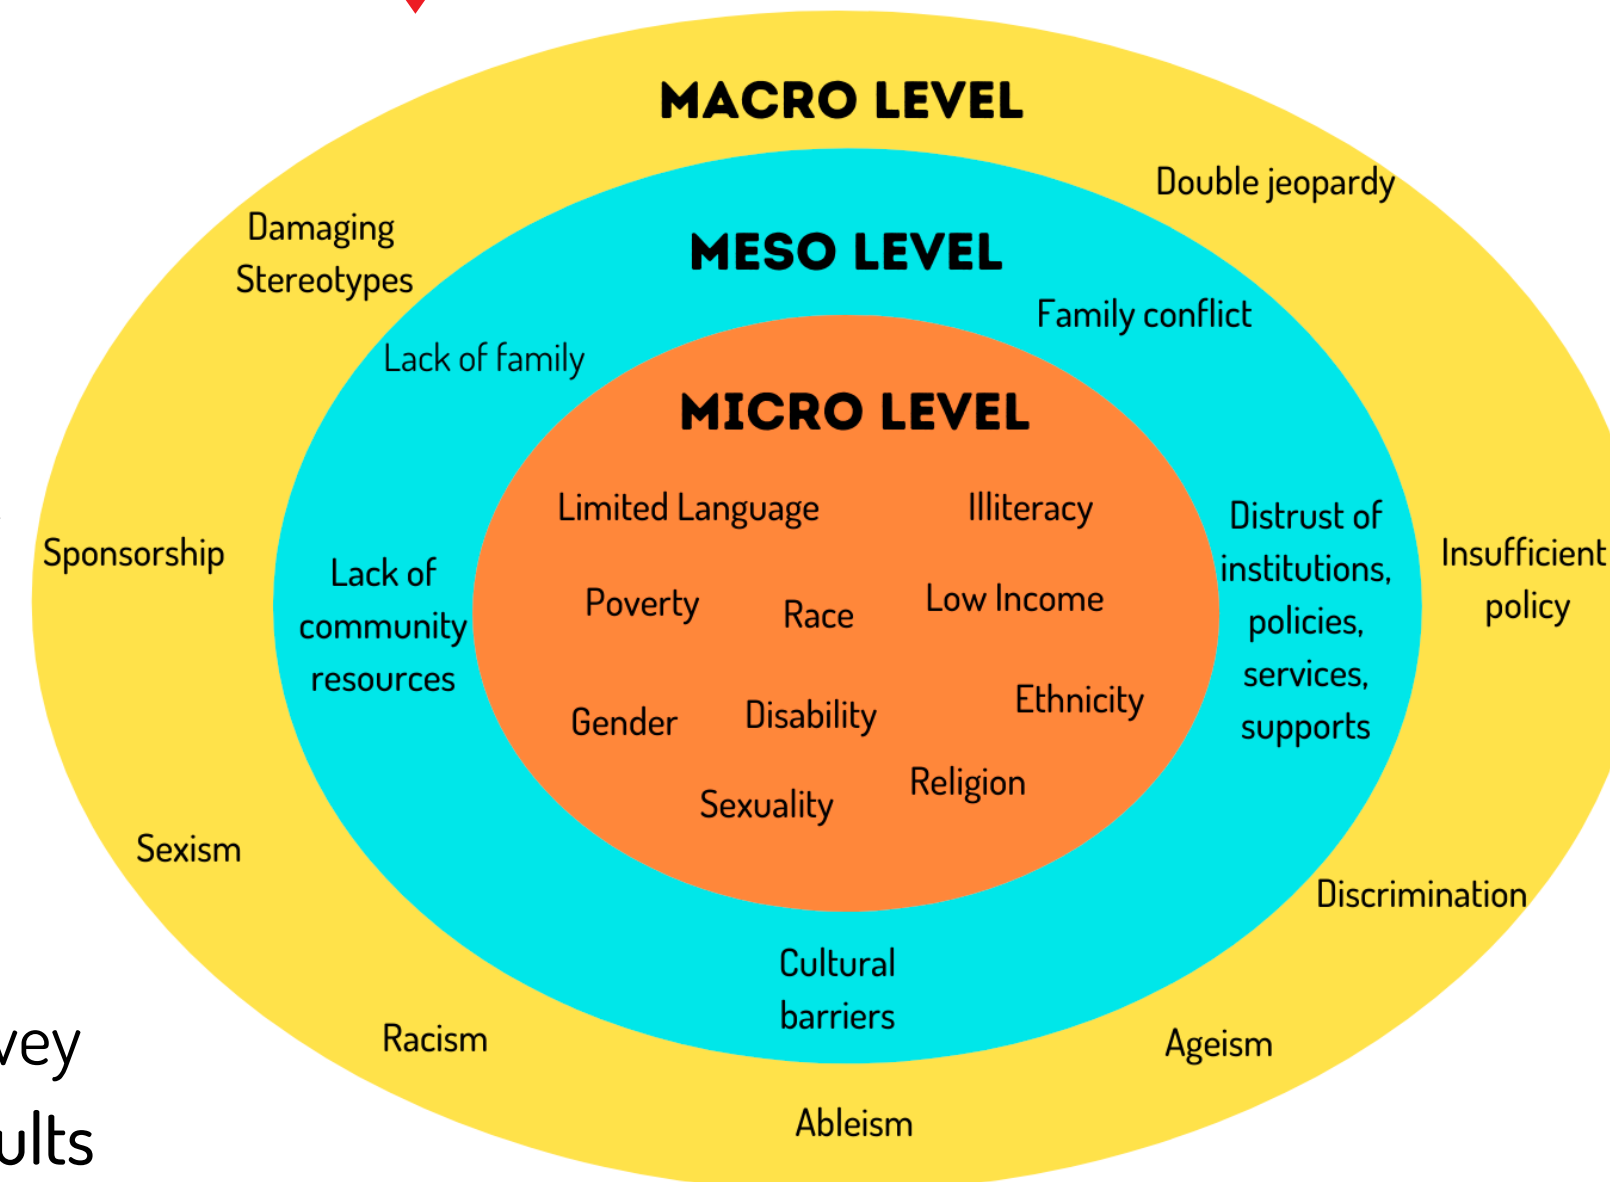 MACRO LEVEL
Double jeopardy
Damaging
Stereotypes
MESO LEVEL
Family conflict
Lack of family
MICRO LEVEL
Limited Language
Illiteracy
Poverty
Race
Low Income
Gender
Disability
Ethnicity
Sexuality
Religion
Sponsorship
Lack of
community
resources
Distrust of
institutions,
policies,
services,
supports
Insufficient
policy
Sexism
Discrimination
Cultural
barriers
Racism
Ageism
Ableism
vey
ults